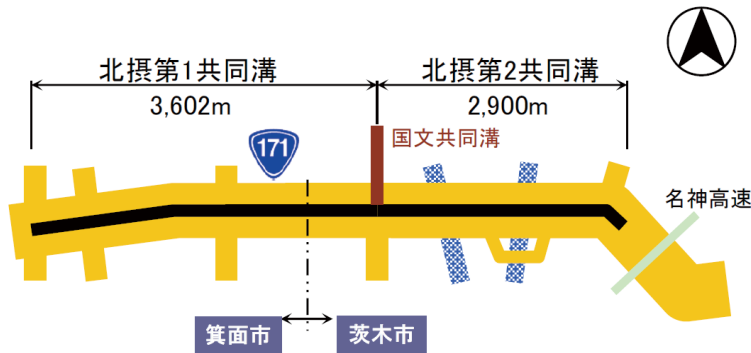 北摂第1共同溝
北摂第2共同溝
3,602m
2,900m
171
国文共同溝
名神高速
箕面市
茨木市